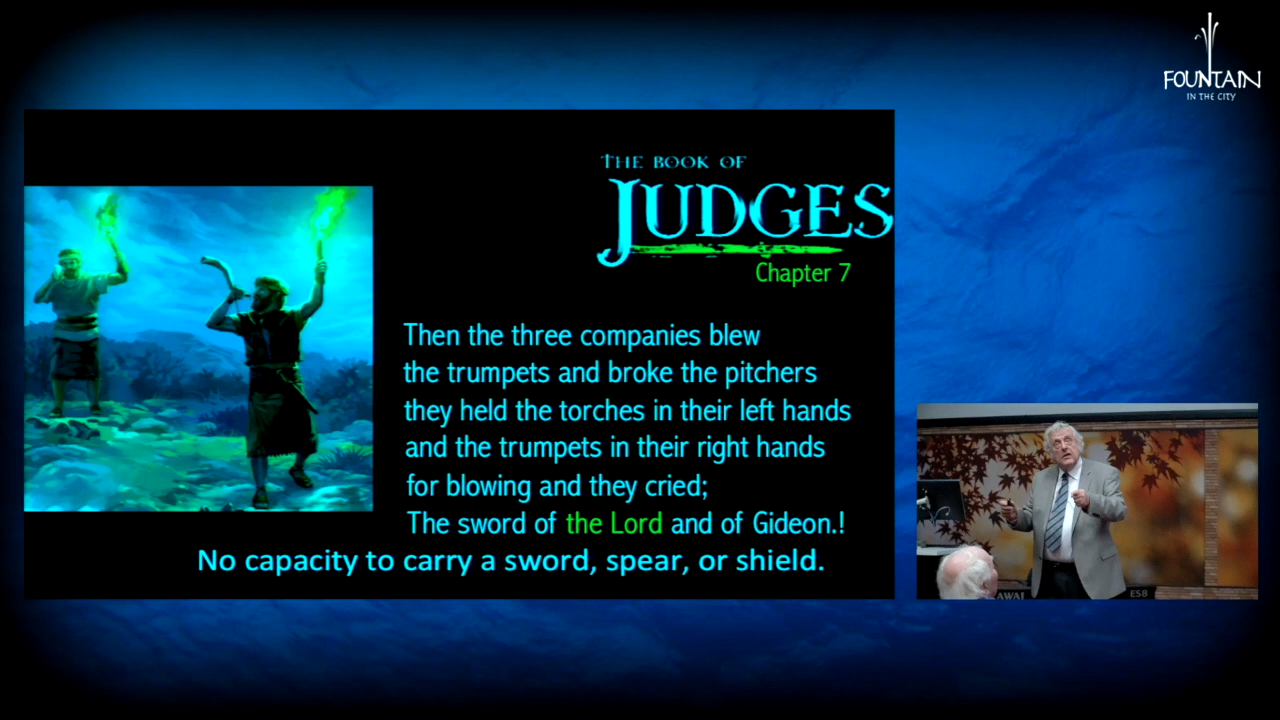 FOUNTAIN
IN THE CITY
THE BOOK OF
JUDGES
Chapter 7
Then the three companies blew
the trumpets and broke the pitchers
they held the torches in their left hands
and the trumpets in their right hands
for blowing and they cried;
The sword of the Lord and of Gideon.!
No capacity to carry a sword, spear, or shield.
AWAI
ES8